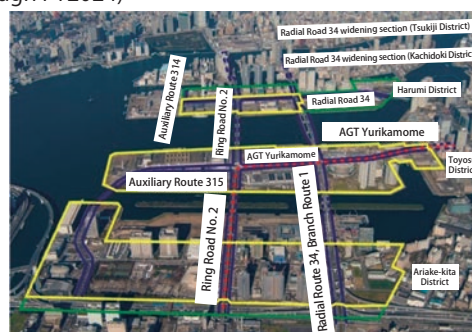 Radial Road 34 widening section (Tsukiji District)
Radial Road 34 widening section (Kachidoki District)
Auxiliary Route 314
Ring Road No. 2
Radial Road 34
Harumi District
AGT Yurikamome
AGT Yurikamome
Auxiliary Route 315
Ring Road No. 2
Radial Route 34, Branch Route 1
Ariake-kita
District